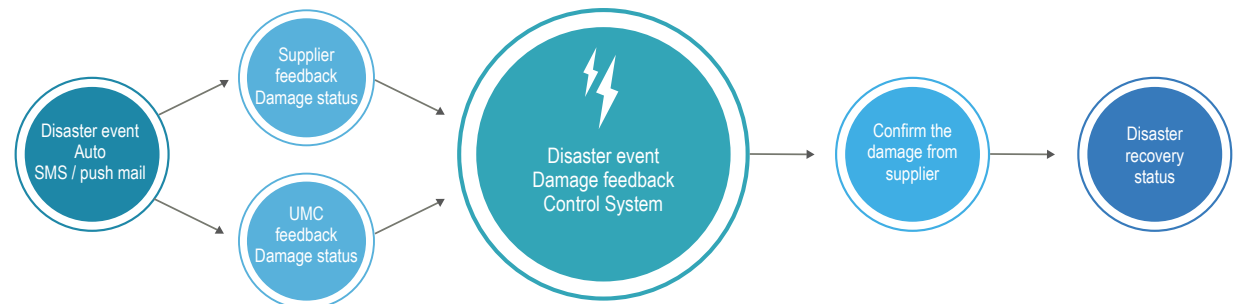 Disaster event
Auto
SMS / push mail
Supplier
feedback
Damage status
UMC
feedback
Damage status
Disaster event
Damage feedback
Control System
Confirm the
damage from
supplier
Disaster
recovery
status